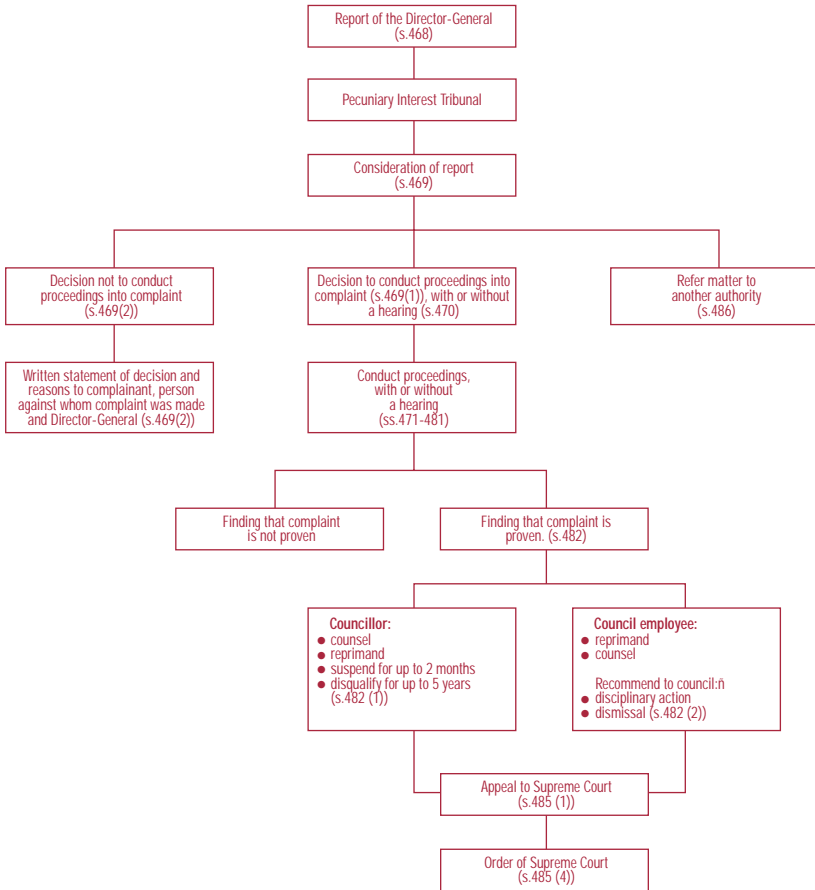 Report of the Director-General
(s.468)
Pecuniary Interest Tribunal
Consideration of report
(s.469)
Decision not to conduct
proceedings into complaint
(s.469(2))
Decision to conduct proceedings into
complaint (s.469(1)), with or without
a hearing (s.470)
Refer matter to
another authority
(s.486)
Written statement of decision and
reasons to complainant, person
against whom complaint was made
and Director-General (s.469(2))
Conduct proceedings,
with or without
a hearing
(ss.471-481)
Finding that complaint
is not proven
Finding that complaint is
proven. (s.482)
Councillor:
● counsel
● reprimand
● suspend for up to 2 months
● disqualify for up to 5 years
(s.482 (1))
Council employee:
● reprimand
● counsel
Recommend to council:ñ
● disciplinary action
● dismissal (s.482 (2))
Appeal to Supreme Court
(s.485 (1))
Order of Supreme Court
(s.485 (4))